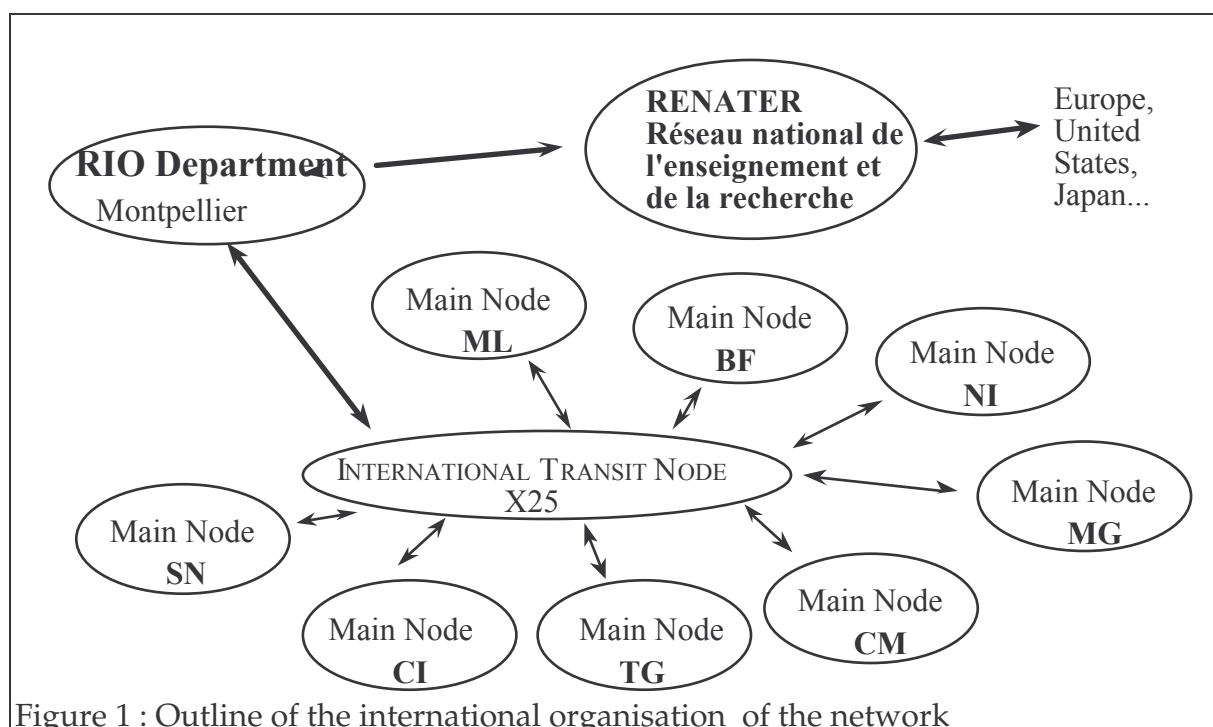 RENATER
Réseau national de
l'enseignement et
de la recherche
Europe,
United
States,
Japan...
RIO Department
Montpellier
Main Node
ML
Main Node
BF
Main Node
NI
INTERNATIONAL TRANSIT NODE
X25
Main Node
MG
Main Node
SN
Main Node
CI
Main Node
TG
Main Node
CM
Figure 1 : Outline of the international organisation of the network